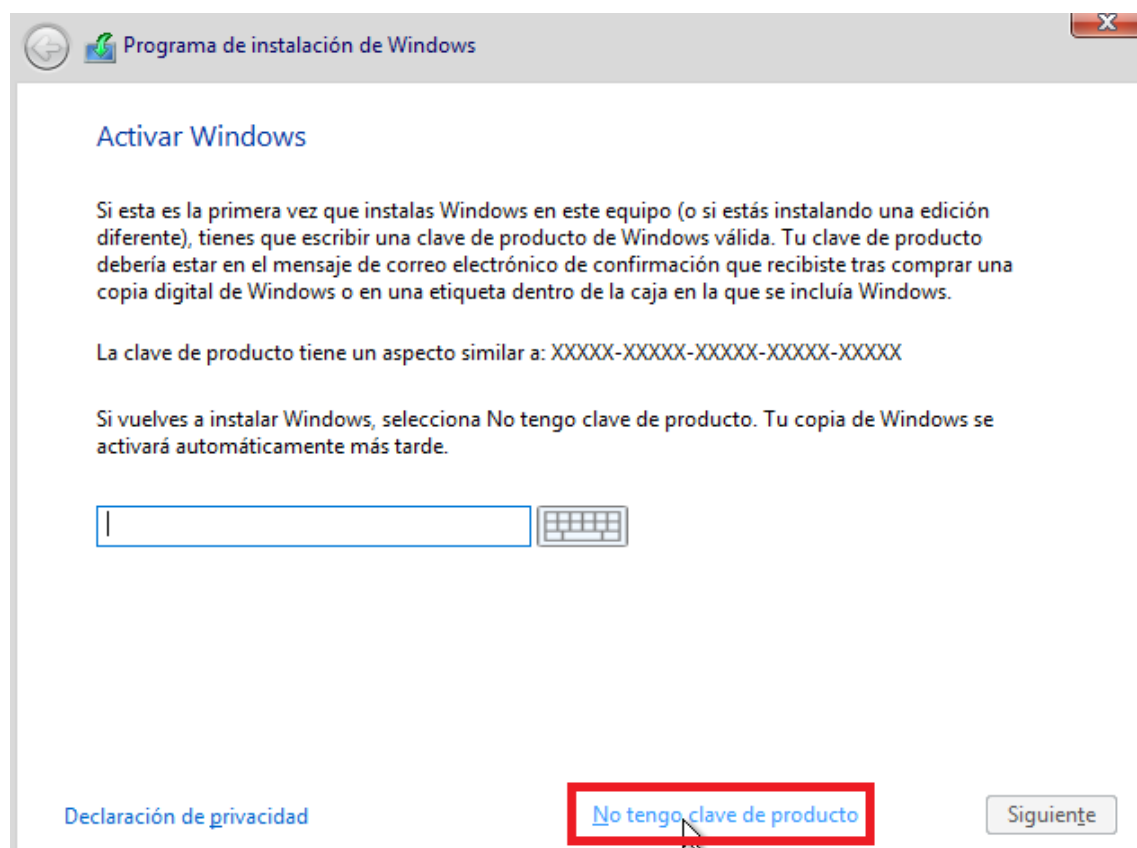 Programa de instalación de Windows
Activar Windows
Si esta es la primera vez que instalas Windows en este equipo (o si estás instalando una edición
diferente), tienes que escribir una clave de producto de Windows válida. Tu clave de producto
debería estar en el mensaje de correo electrónico de confirmación que recibiste tras comprar una
copia digital de Windows o en una etiqueta dentro de la caja en la que se incluía Windows.
La clave de producto tiene un aspecto similar a: XXXXX-XXXXX-XXXXX-XXXXX-XXXXX
Si vuelves a instalar Windows, selecciona No tengo clave de producto. Tu copia de Windows se
activará automáticamente más tarde.
Declaración de privacidad
No tengo clave de producto
Siguiente